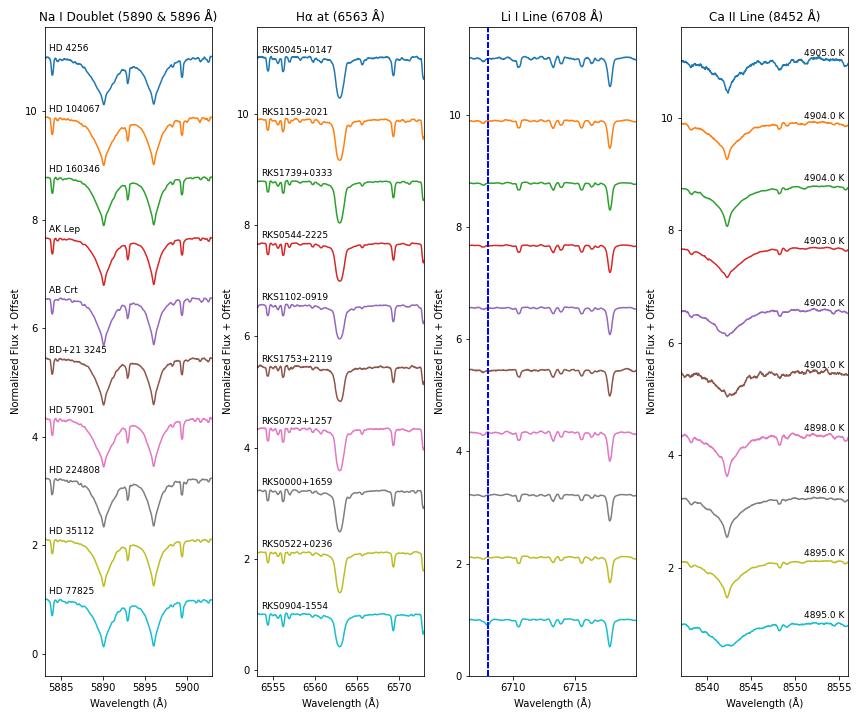 Na I Doublet (5890 & 5896 Å)
Normalized Flux + Offset
10
8
6
4
2
0
HD 4256
HD 104067
HD 160346
AK Lep
AB Crt
BD+21 3245
HD 57901
HD 224808
HD 35112
HD 77825
5885 5890 5895 5900
Wavelength (Å)
Hα at (6563 Å)
Normalized Flux + Offset
10
8
6
4
2
0
RKS0045+0147
RKS1159-2021
RKS1739+0333
RKS0544-2225
RKS1102-0919
RKS1753+2119
RKS0723+1257
RKS0000+1659
RKS0522+0236
RKS0904-1554
6555 6560 6565 6570
Wavelength (Å)
Li I Line (6708 Å)
Normalized Flux + Offset
10
8
6
4
2
0
6710 6715
Wavelength (Å)
Ca II Line (8452 Å)
Normalized Flux + Offset
10
8
6
4
2
4905.0 K
4904.0 K
4904.0 K
4903.0 K
4902.0 K
4901.0 K
4898.0 K
4896.0 K
4895.0 K
4895.0 K
8540 8545 8550 8555
Wavelength (Å)